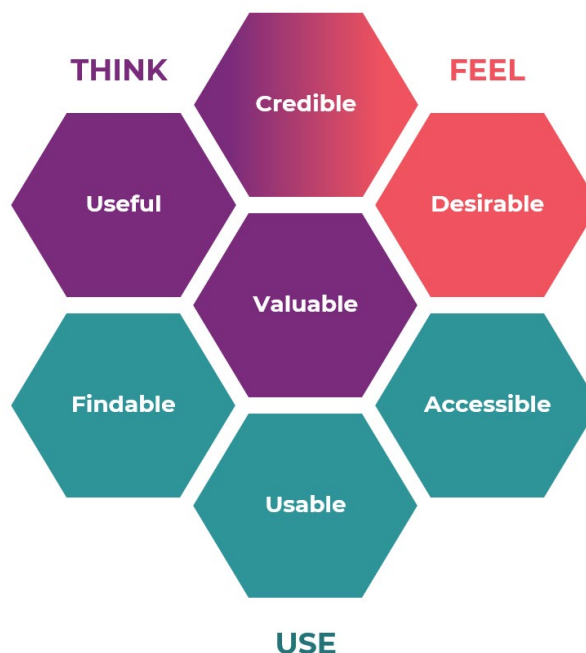 THINK
FEEL
Credible
Useful
Desirable
Valuable
Findable
Accessible
Usable
USE